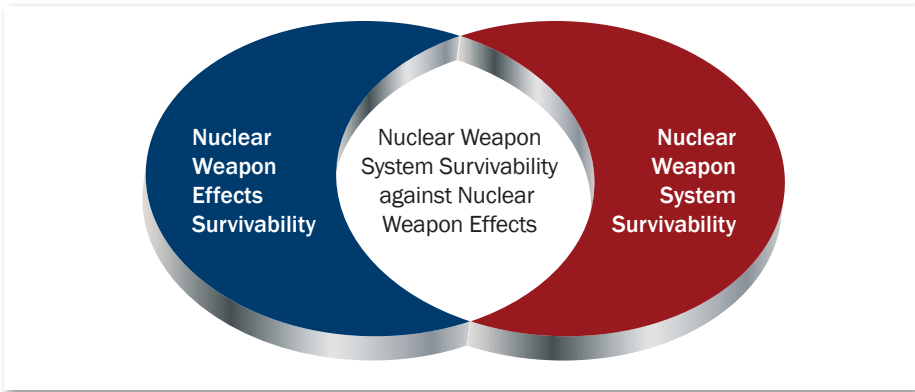 Nuclear
Weapon
Effects
Survivability
Nuclear Weapon
System Survivability
against Nuclear
Weapon Effects
Nuclear
Weapon
System
Survivability